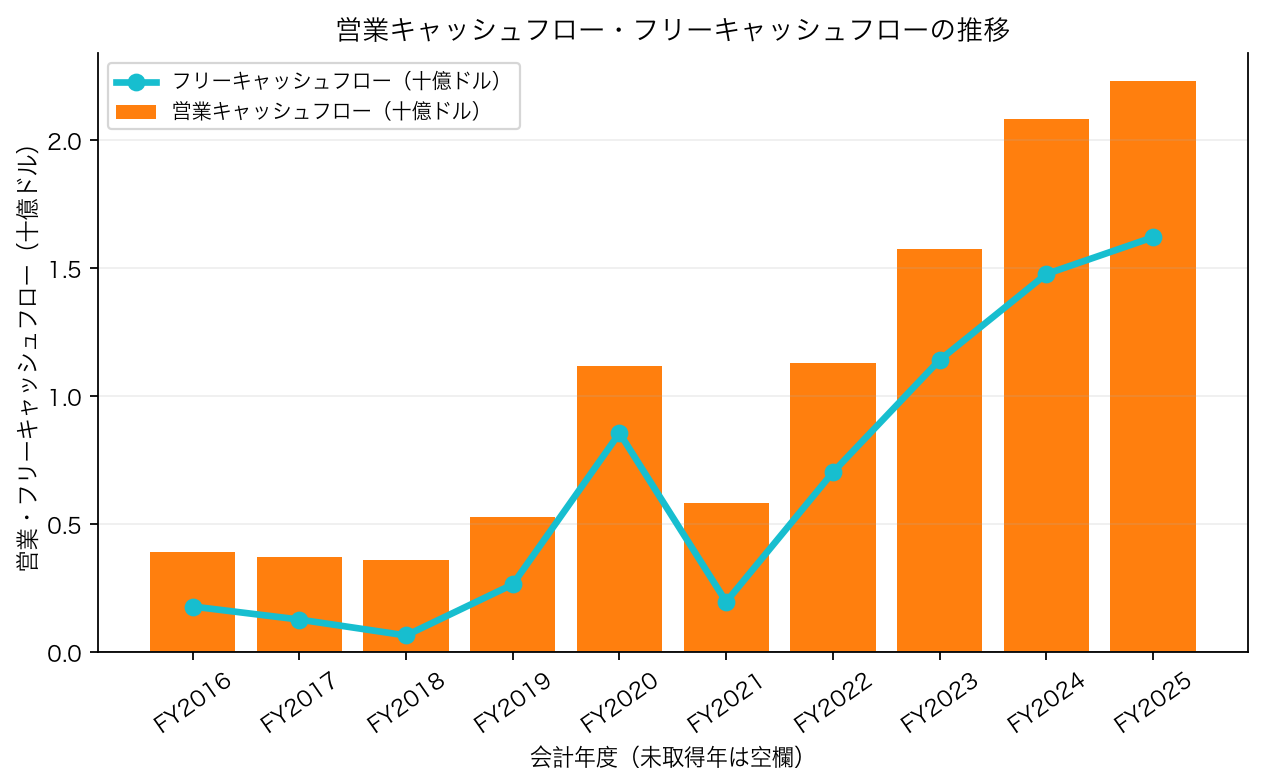 営業キャッシュフロー・フリーキャッシュフローの推移
フリーキャッシュフロー（十億ドル）
営業キャッシュフロー（十億ドル）
営業・フリーキャッシュフロー（十億ドル）
2.0
1.5
1.0
0.5
0.0
FY2016
FY2017
FY2018
FY2019
FY2020
FY2021
FY2022
FY2023
FY2024
FY2025
会計年度（未取得年は空欄）